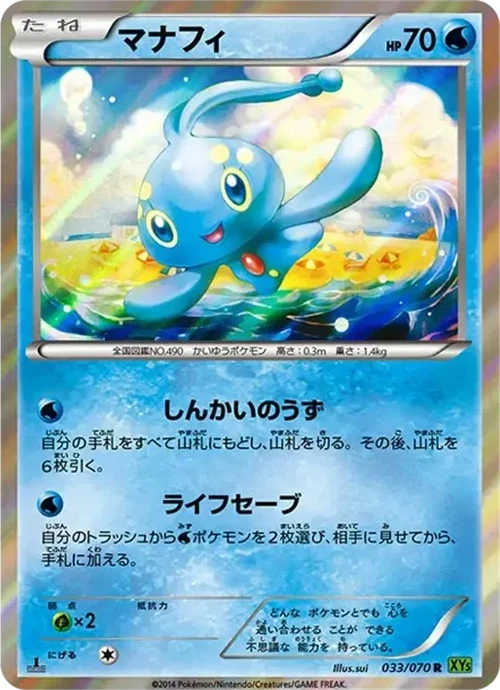 たね マナフィ HP70
全国図鑑NO.490 かいゆうポケモン 高さ:0.3m 重さ:1.4kg
しんかいのうず
自分の手札をすべて山札にもどし、山札を切る。その後、山札を
6枚引く。
ライフセーブ
自分のトラッシュからポケモンを2枚選び、相手に見せてから、
手札に加える。
弱点 抵抗力
×2
にげる
どんな ポケモンとでも 心を
通い合わせる ことが できる
不思議な 能力を 持っている。
Illus.sui 033/070 R XY5
©2014 Pokémon/Nintendo/Creatures/GAME FREAK.